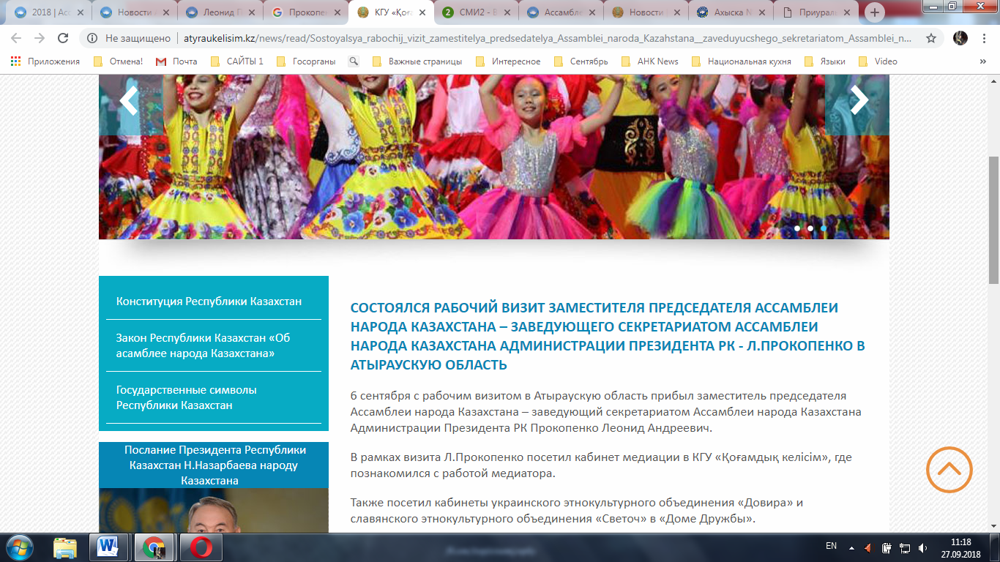 2018 | Асс
Новости А
Леонид Пр
Прокопен
КГУ «Қоға
СМИ2 - В
Ассамбле
Новости
Ахыска N
Приураль
Не защищено | atyraukelisim.kz/news/read/Sostoyalsya_rabochij_vizit_zamestitelya_predsedatelya_Assamblei_naroda_Kazahstana__zaveduyucshego_sekretariatom_Assamblei_n...
Приложения Отмена! Почта САЙТЫ 1 Госорганы Важные страницы Интересное Сентябрь АНК News Национальная кухня Языки Video »
Конституция Республики Казахстан
Закон Республики Казахстан «Об
асамблее народа Казахстана»
Государственные символы
Республики Казахстан
Послание Президента Республики
Казахстан Н.Назарбаева народу
Казахстана
СОСТОЯЛСЯ РАБОЧИЙ ВИЗИТ ЗАМЕСТИТЕЛЯ ПРЕДСЕДАТЕЛЯ АССАМБЛЕИ
НАРОДА КАЗАХСТАНА – ЗАВЕДУЮЩЕГО СЕКРЕТАРИАТОМ АССАМБЛЕИ
НАРОДА КАЗАХСТАНА АДМИНИСТРАЦИИ ПРЕЗИДЕНТА РК - Л.ПРОКОПЕНКО В
АТЫРАУСКУЮ ОБЛАСТЬ
6 сентября с рабочим визитом в Атыраускую область прибыл заместитель председателя
Ассамблеи народа Казахстана – заведующий секретариатом Ассамблеи народа Казахстана
Администрации Президента РК Прокопенко Леонид Андреевич.
В рамках визита Л.Прокопенко посетил кабинет медиации в КГУ «Қоғамдық келісім», где
познакомился с работой медиатора.
Также посетил кабинеты украинского этнокультурного объединения «Довира» и
славянского этнокультурного объединения «Светоч» в «Доме Дружбы».
EN
11:18
27.09.2018